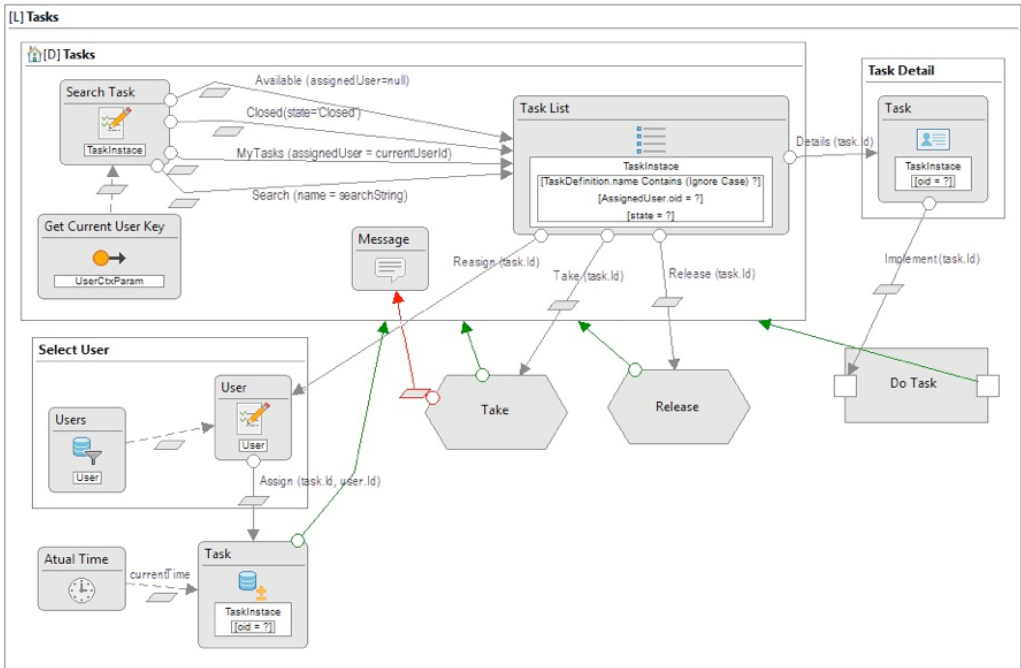 [L] Tasks
[D] Tasks
Search Task
TaskInstace
Available (assignedUser=null)
Closed(state='Closed')
MyTasks (assignedUser = currentUserId)
Search (name = searchString)
Get Current User Key
UserCtxParam
Task List
TaskInstace
[TaskDefinition.name Contains (Ignore Case) ?]
[AssignedUser.oid = ?]
[state = ?]
Details (task.Id)
Task Detail
Task
TaskInstace
[oid = ?]
Message
Reasign (task.Id)
Take (task.Id)
Release (task.Id)
Implement (task.Id)
Select User
Users
User
User
User
Take
Release
Do Task
Assign (task.Id, user.Id)
Atual Time
currentTime
Task
TaskInstace
[oid = ?]